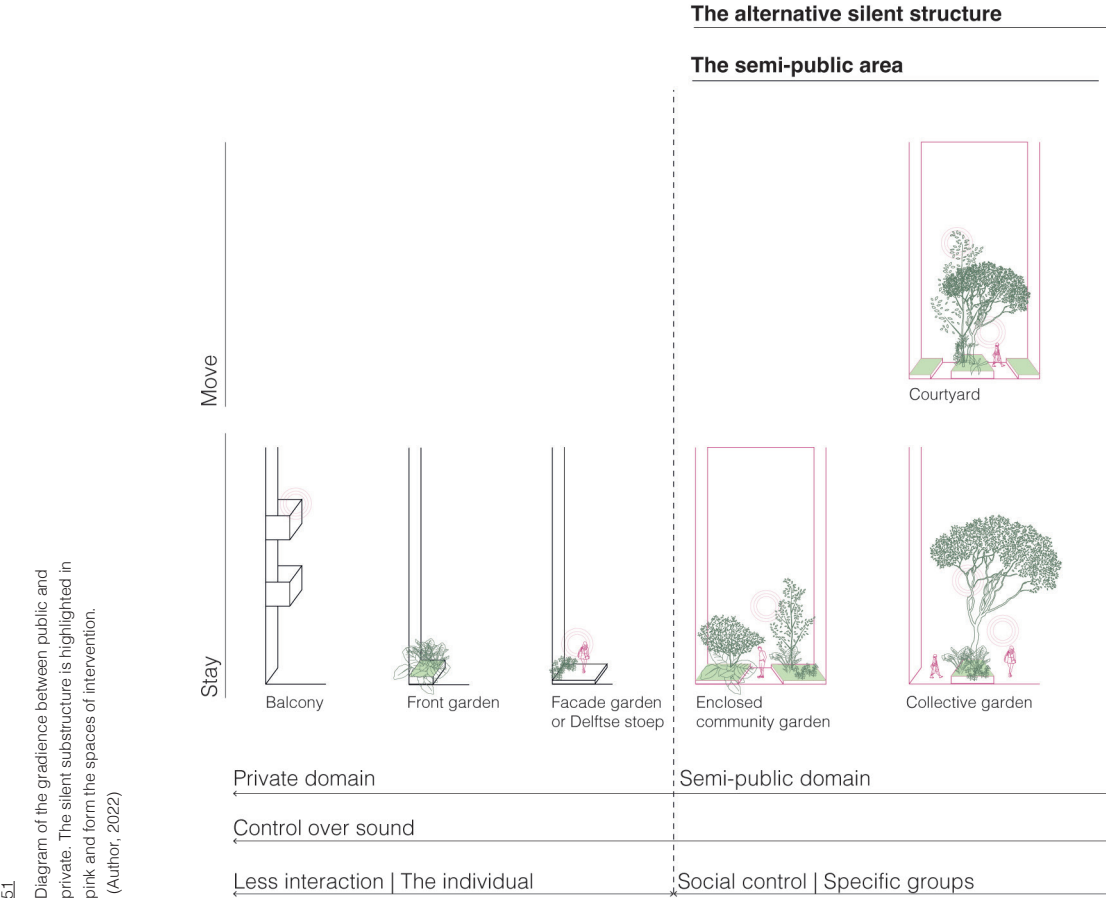 The alternative silent structure
The semi-public area
Move
Courtyard
Stay
Balcony
Front garden
Facade garden
or Delftse stoep
Enclosed
community garden
Collective garden
Private domain
Semi-public domain
Control over sound
Less interaction | The individual
Social control | Specific groups
51
Diagram of the gradience between public and
private. The silent substructure is highlighted in
pink and form the spaces of intervention.
(Author, 2022)